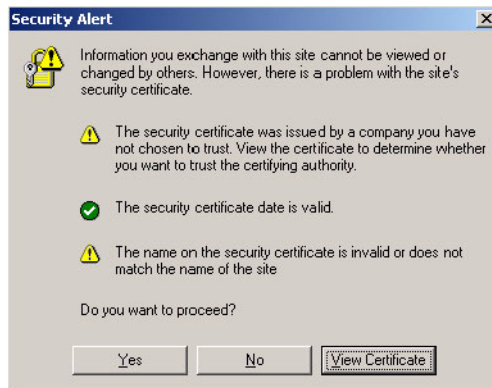 Security Alert
Information you exchange with this site cannot be viewed or
changed by others. However, there is a problem with the site's
security certificate.
The security certificate was issued by a company you have
not chosen to trust. View the certificate to determine whether
you want to trust the certifying authority.
The security certificate date is valid.
The name on the security certificate is invalid or does not
match the name of the site
Do you want to proceed?
Yes No View Certificate